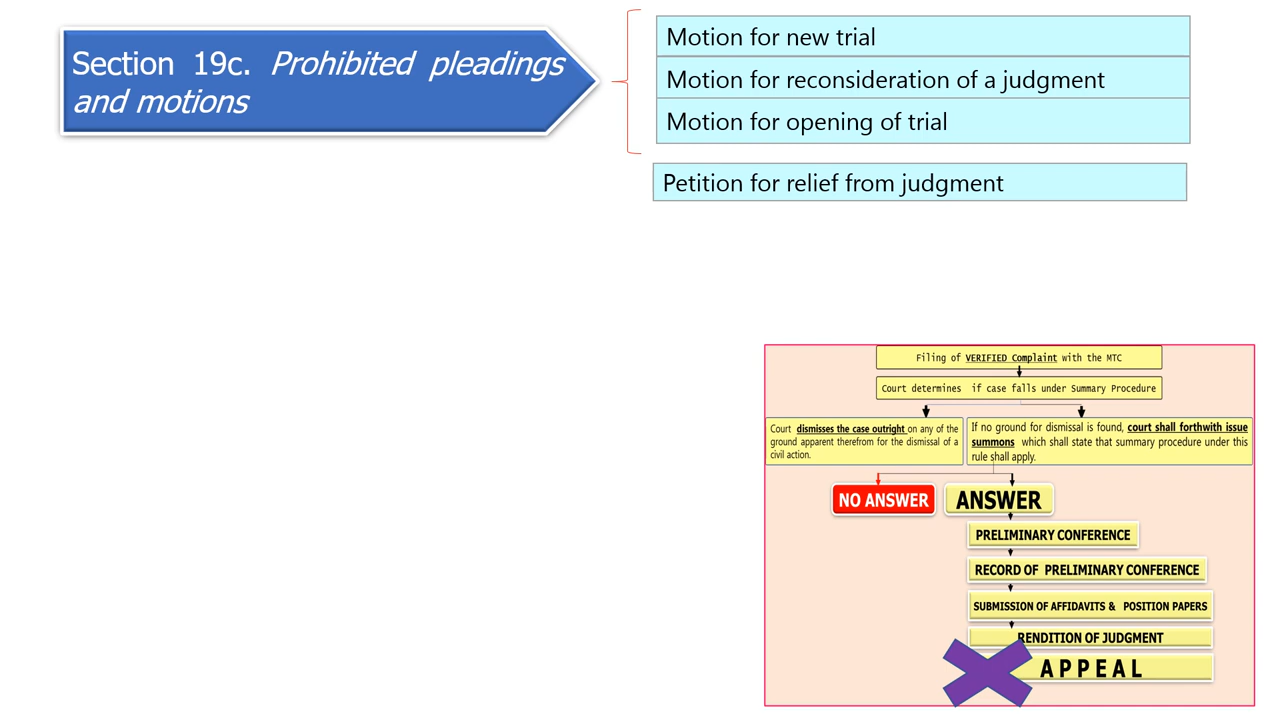 Section 19c. Prohibited pleadings
and motions
Motion for new trial
Motion for reconsideration of a judgment
Motion for opening of trial
Petition for relief from judgment
Filing of VERIFIED Complaint with the MTC
Court determines if case falls under Summary Procedure
Court dismisses the case outright on any of the
ground apparent therefrom for the dismissal of a
civil action.
If no ground for dismissal is found, court shall forthwith issue
summons which shall state that summary procedure under this
rule shall apply.
NO ANSWER
ANSWER
PRELIMINARY CONFERENCE
RECORD OF PRELIMINARY CONFERENCE
SUBMISSION OF AFFIDAVITS & POSITION PAPERS
RENDITION OF JUDGMENT
APPEAL